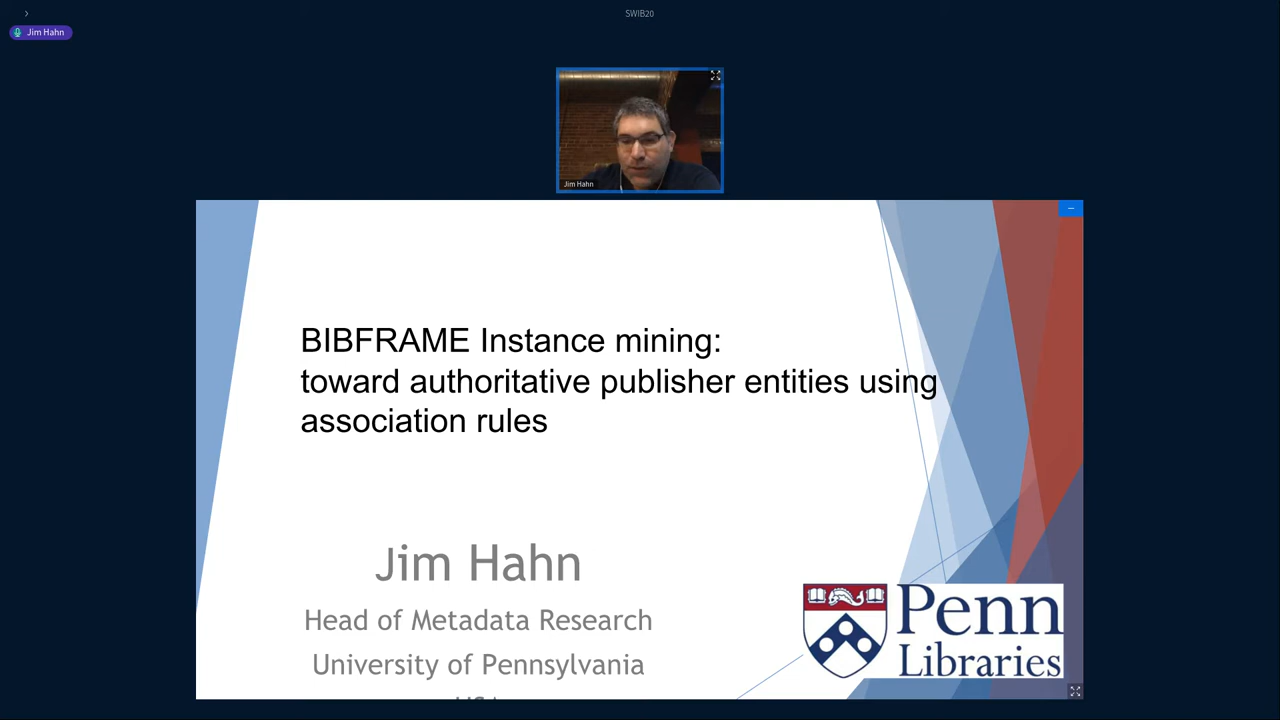 SWIB20
Jim Hahn
Jim Hahn
BIBFRAME Instance mining:
toward authoritative publisher entities using
association rules
Jim Hahn
Head of Metadata Research
University of Pennsylvania
Penn
Libraries